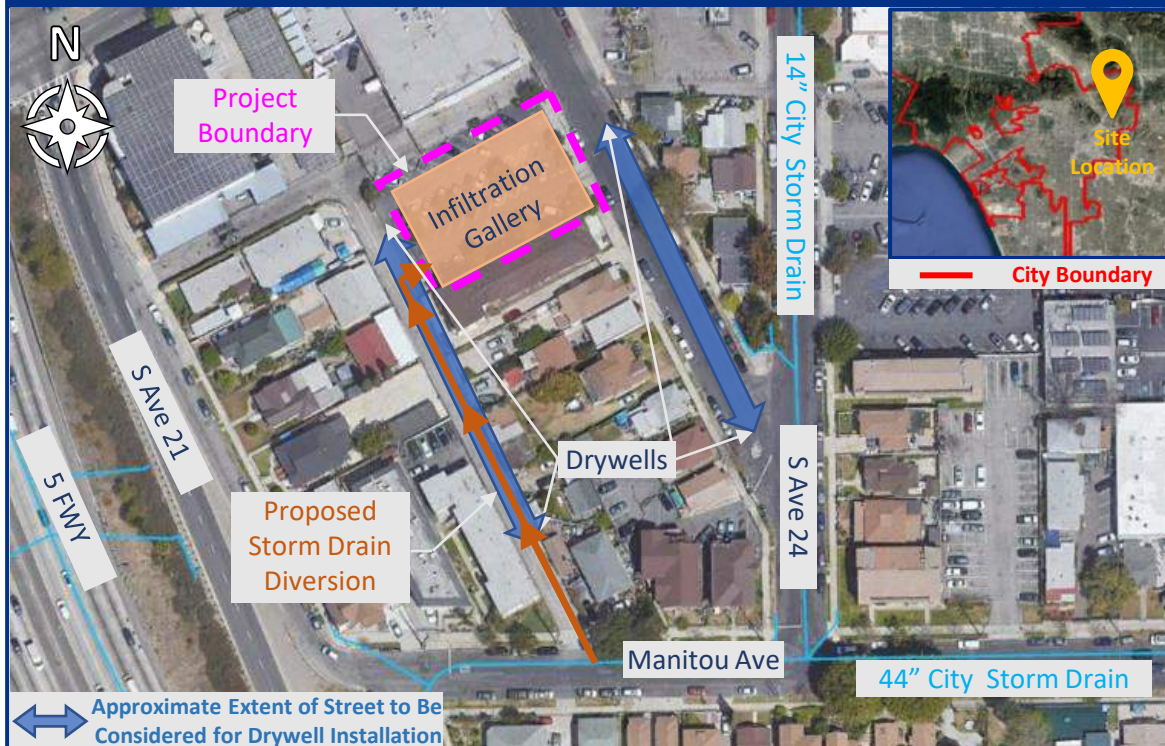 N
Project
Boundary
Infiltration
Gallery
14” City Storm Drain
Site
Location
City Boundary
S Ave 21
5 FWY
Drywells
S Ave 24
Proposed
Storm Drain
Diversion
Manitou Ave
44” City Storm Drain
Approximate Extent of Street to Be
Considered for Drywell Installation